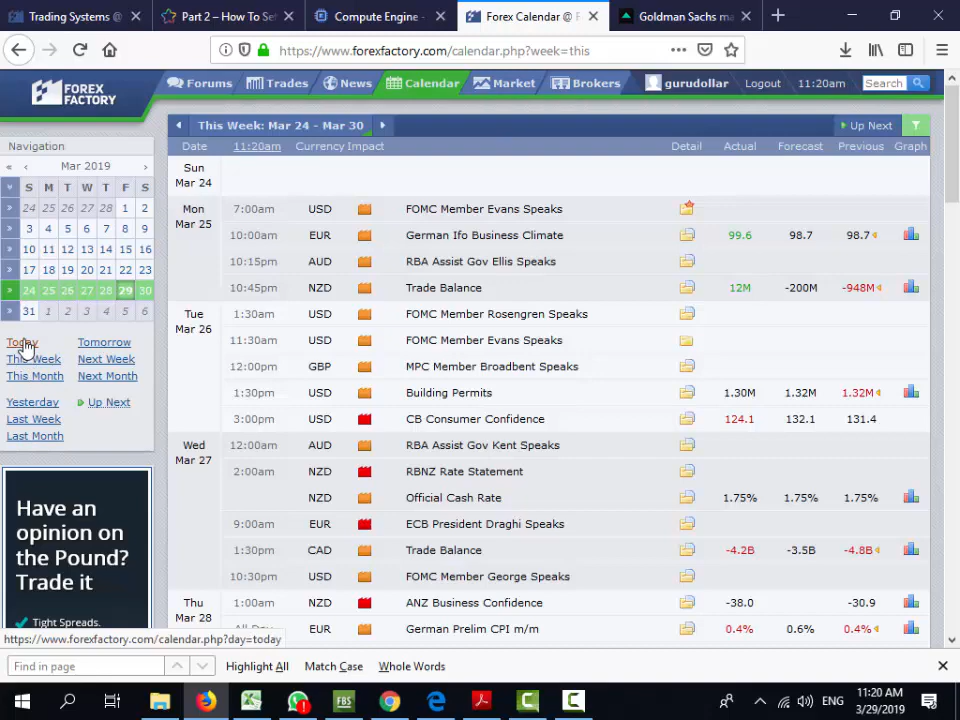 Trading Systems @
Part 2 – How To Se
Compute Engine -
Forex Calendar @ F
Goldman Sachs ma
https://www.forexfactory.com/calendar.php?week=this
FOREX FACTORY
Forums
Trades
News
Calendar
Market
Brokers
gurudollar
Logout
11:20am
Search
Navigation
« ‹ Mar 2019 ›
S M T W T F S
» 24 25 26 27 28 1 2
» 3 4 5 6 7 8 9
» 10 11 12 13 14 15 16
» 17 18 19 20 21 22 23
» 24 25 26 27 28 29 30
» 31 1 2 3 4 5 6
Today Tomorrow
This Week Next Week
This Month Next Month
Yesterday Up Next
Last Week
Last Month
Have an
opinion on
the Pound?
Trade it
Tight Spreads.
This Week: Mar 24 - Mar 30
Up Next
Date 11:20am Currency Impact Detail Actual Forecast Previous Graph
Sun
Mar 24
Mon 7:00am USD FOMC Member Evans Speaks
Mar 25
10:00am EUR German Ifo Business Climate 99.6 98.7 98.7
10:15pm AUD RBA Assist Gov Ellis Speaks
10:45pm NZD Trade Balance 12M -200M -948M
Tue 1:30am USD FOMC Member Rosengren Speaks
Mar 26
11:30am USD FOMC Member Evans Speaks
12:00pm GBP MPC Member Broadbent Speaks
1:30pm USD Building Permits 1.30M 1.32M 1.32M
3:00pm USD CB Consumer Confidence 124.1 132.1 131.4
Wed 12:00am AUD RBA Assist Gov Kent Speaks
Mar 27
2:00am NZD RBNZ Rate Statement
NZD Official Cash Rate 1.75% 1.75% 1.75%
9:00am EUR ECB President Draghi Speaks
1:30pm CAD Trade Balance -4.2B -3.5B -4.8B
10:30pm USD FOMC Member George Speaks
Thu 1:00am NZD ANZ Business Confidence -38.0 -30.9
Mar 28
EUR German Prelim CPI m/m 0.4% 0.6% 0.4%
https://www.forexfactory.com/calendar.php?day=today
Find in page
Highlight All Match Case Whole Words
FBS
ENG
11:20 AM
3/29/2019